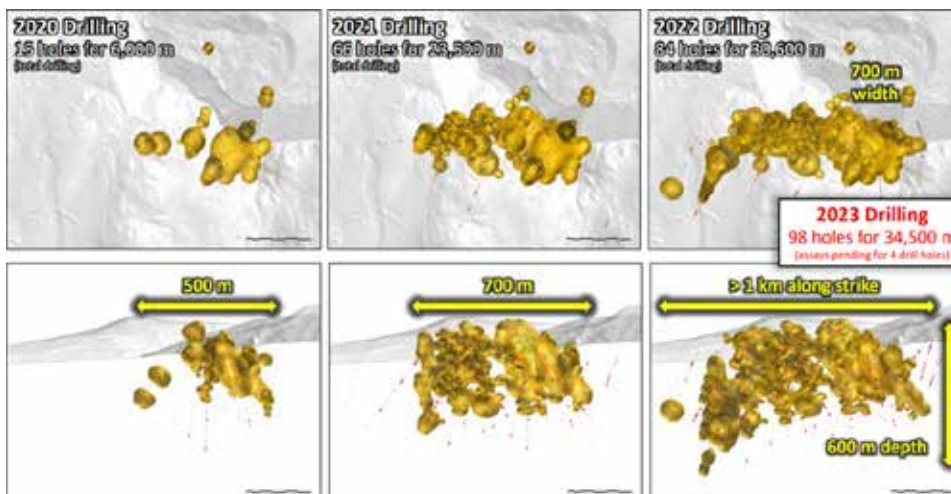 2020 Drilling
15 holes for 6,000 m
(total drilling)
2021 Drilling
66 holes for 23,500 m
(total drilling)
2022 Drilling
84 holes for 30,600 m
(total drilling)
700 m
width
2023 Drilling
98 holes for 34,500 m
(assays pending for 4 drill holes)
500 m
700 m
> 1 km along strike
600 m depth